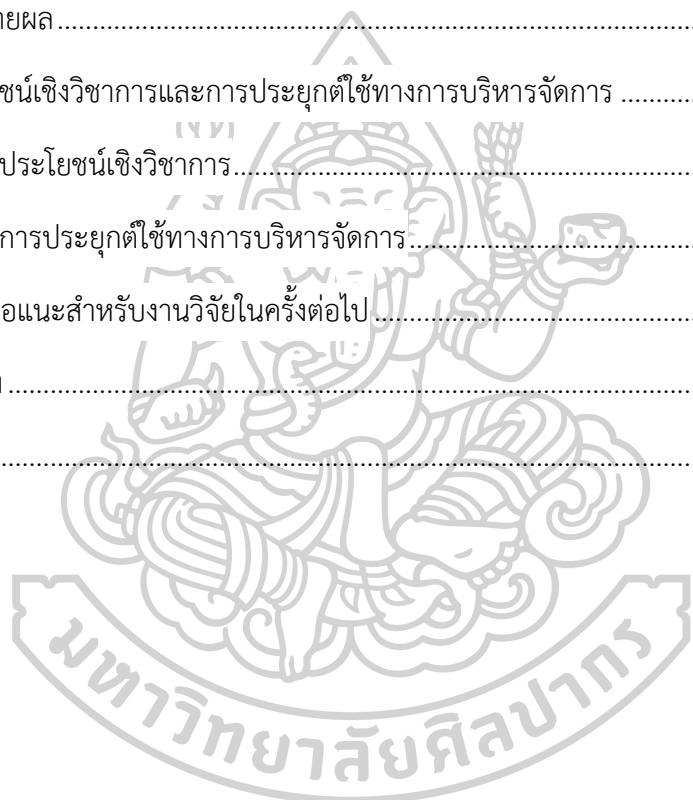 ายผล
ชน์เชิงวิชาการและการประยุกต์ใช้ทางการบริหารจัดการ
ประโยชน์เชิงวิชาการ
การประยุกต์ใช้ทางการบริหารจัดการ
อแนะสำหรับงานวิจัยในครั้งต่อไป
มหาวิทยาลัยศิลปากร